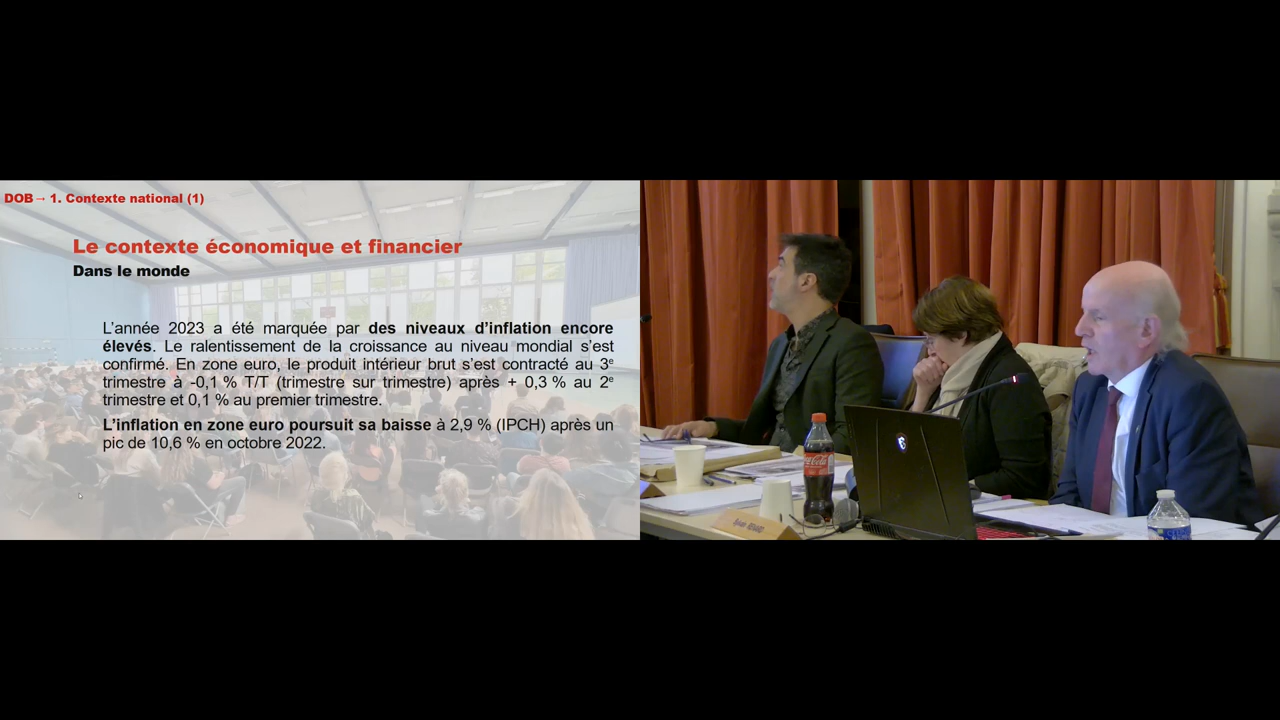 DOB → 1. Contexte national (1)
Le contexte économique et financier
Dans le monde
L’année 2023 a été marquée par des niveaux d’inflation encore
élevés. Le ralentissement de la croissance au niveau mondial s’est
confirmé. En zone euro, le produit intérieur brut s’est contracté au 3e
trimestre à -0,1 % T/T (trimestre sur trimestre) après + 0,3 % au 2e
trimestre et 0,1 % au premier trimestre.
L’inflation en zone euro poursuit sa baisse à 2,9 % (IPCH) après un
pic de 10,6 % en octobre 2022.
Coca-Cola